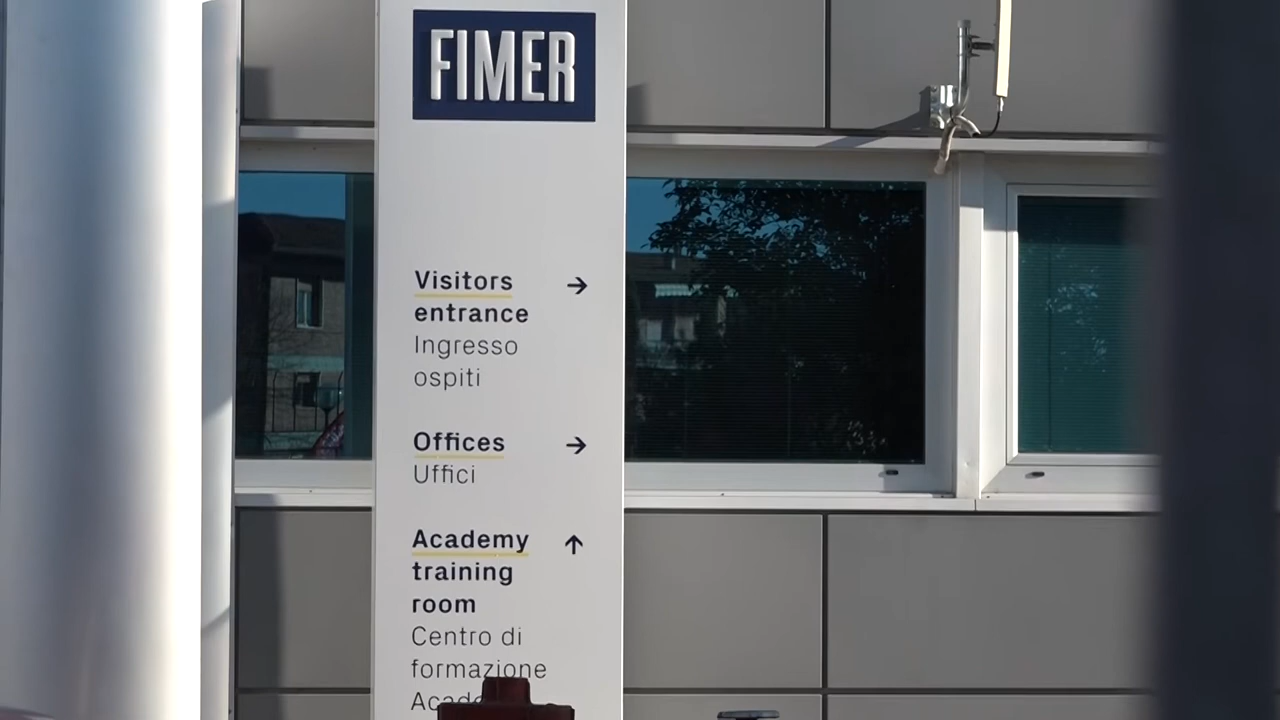 FIMER
Visitors →
entrance
Ingresso
ospiti
Offices →
Uffici
Academy ↑
training
room
Centro di
formazione